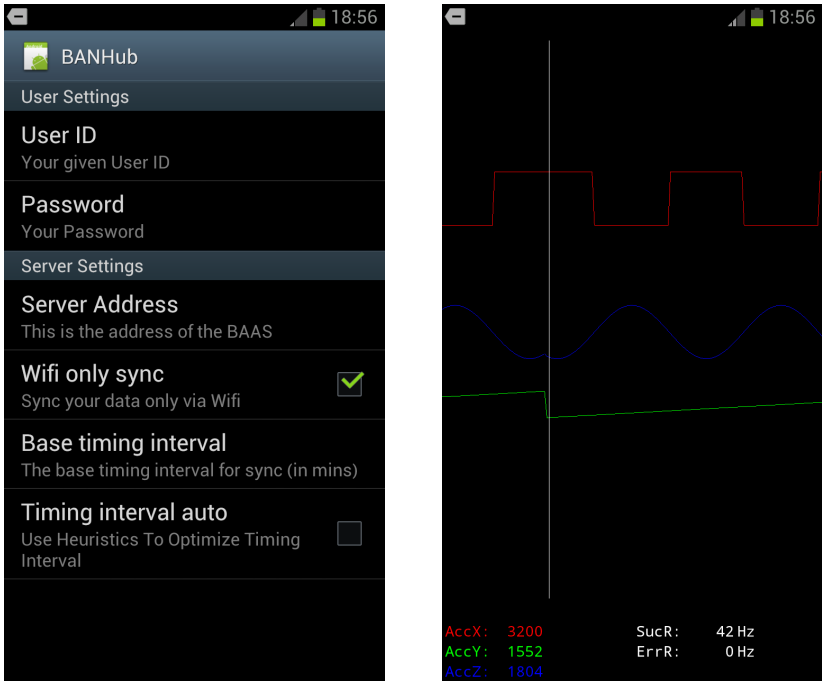 18:56
BANHub
User Settings
User ID
Your given User ID
Password
Your Password
Server Settings
Server Address
This is the address of the BAAS
Wifi only sync
Sync your data only via Wifi
Base timing interval
The base timing interval for sync (in mins)
Timing interval auto
Use Heuristics To Optimize Timing
Interval
18:56
AccX: 3200 SucR: 42 Hz
AccY: 1552 ErrR: 0 Hz
AccZ: 1804